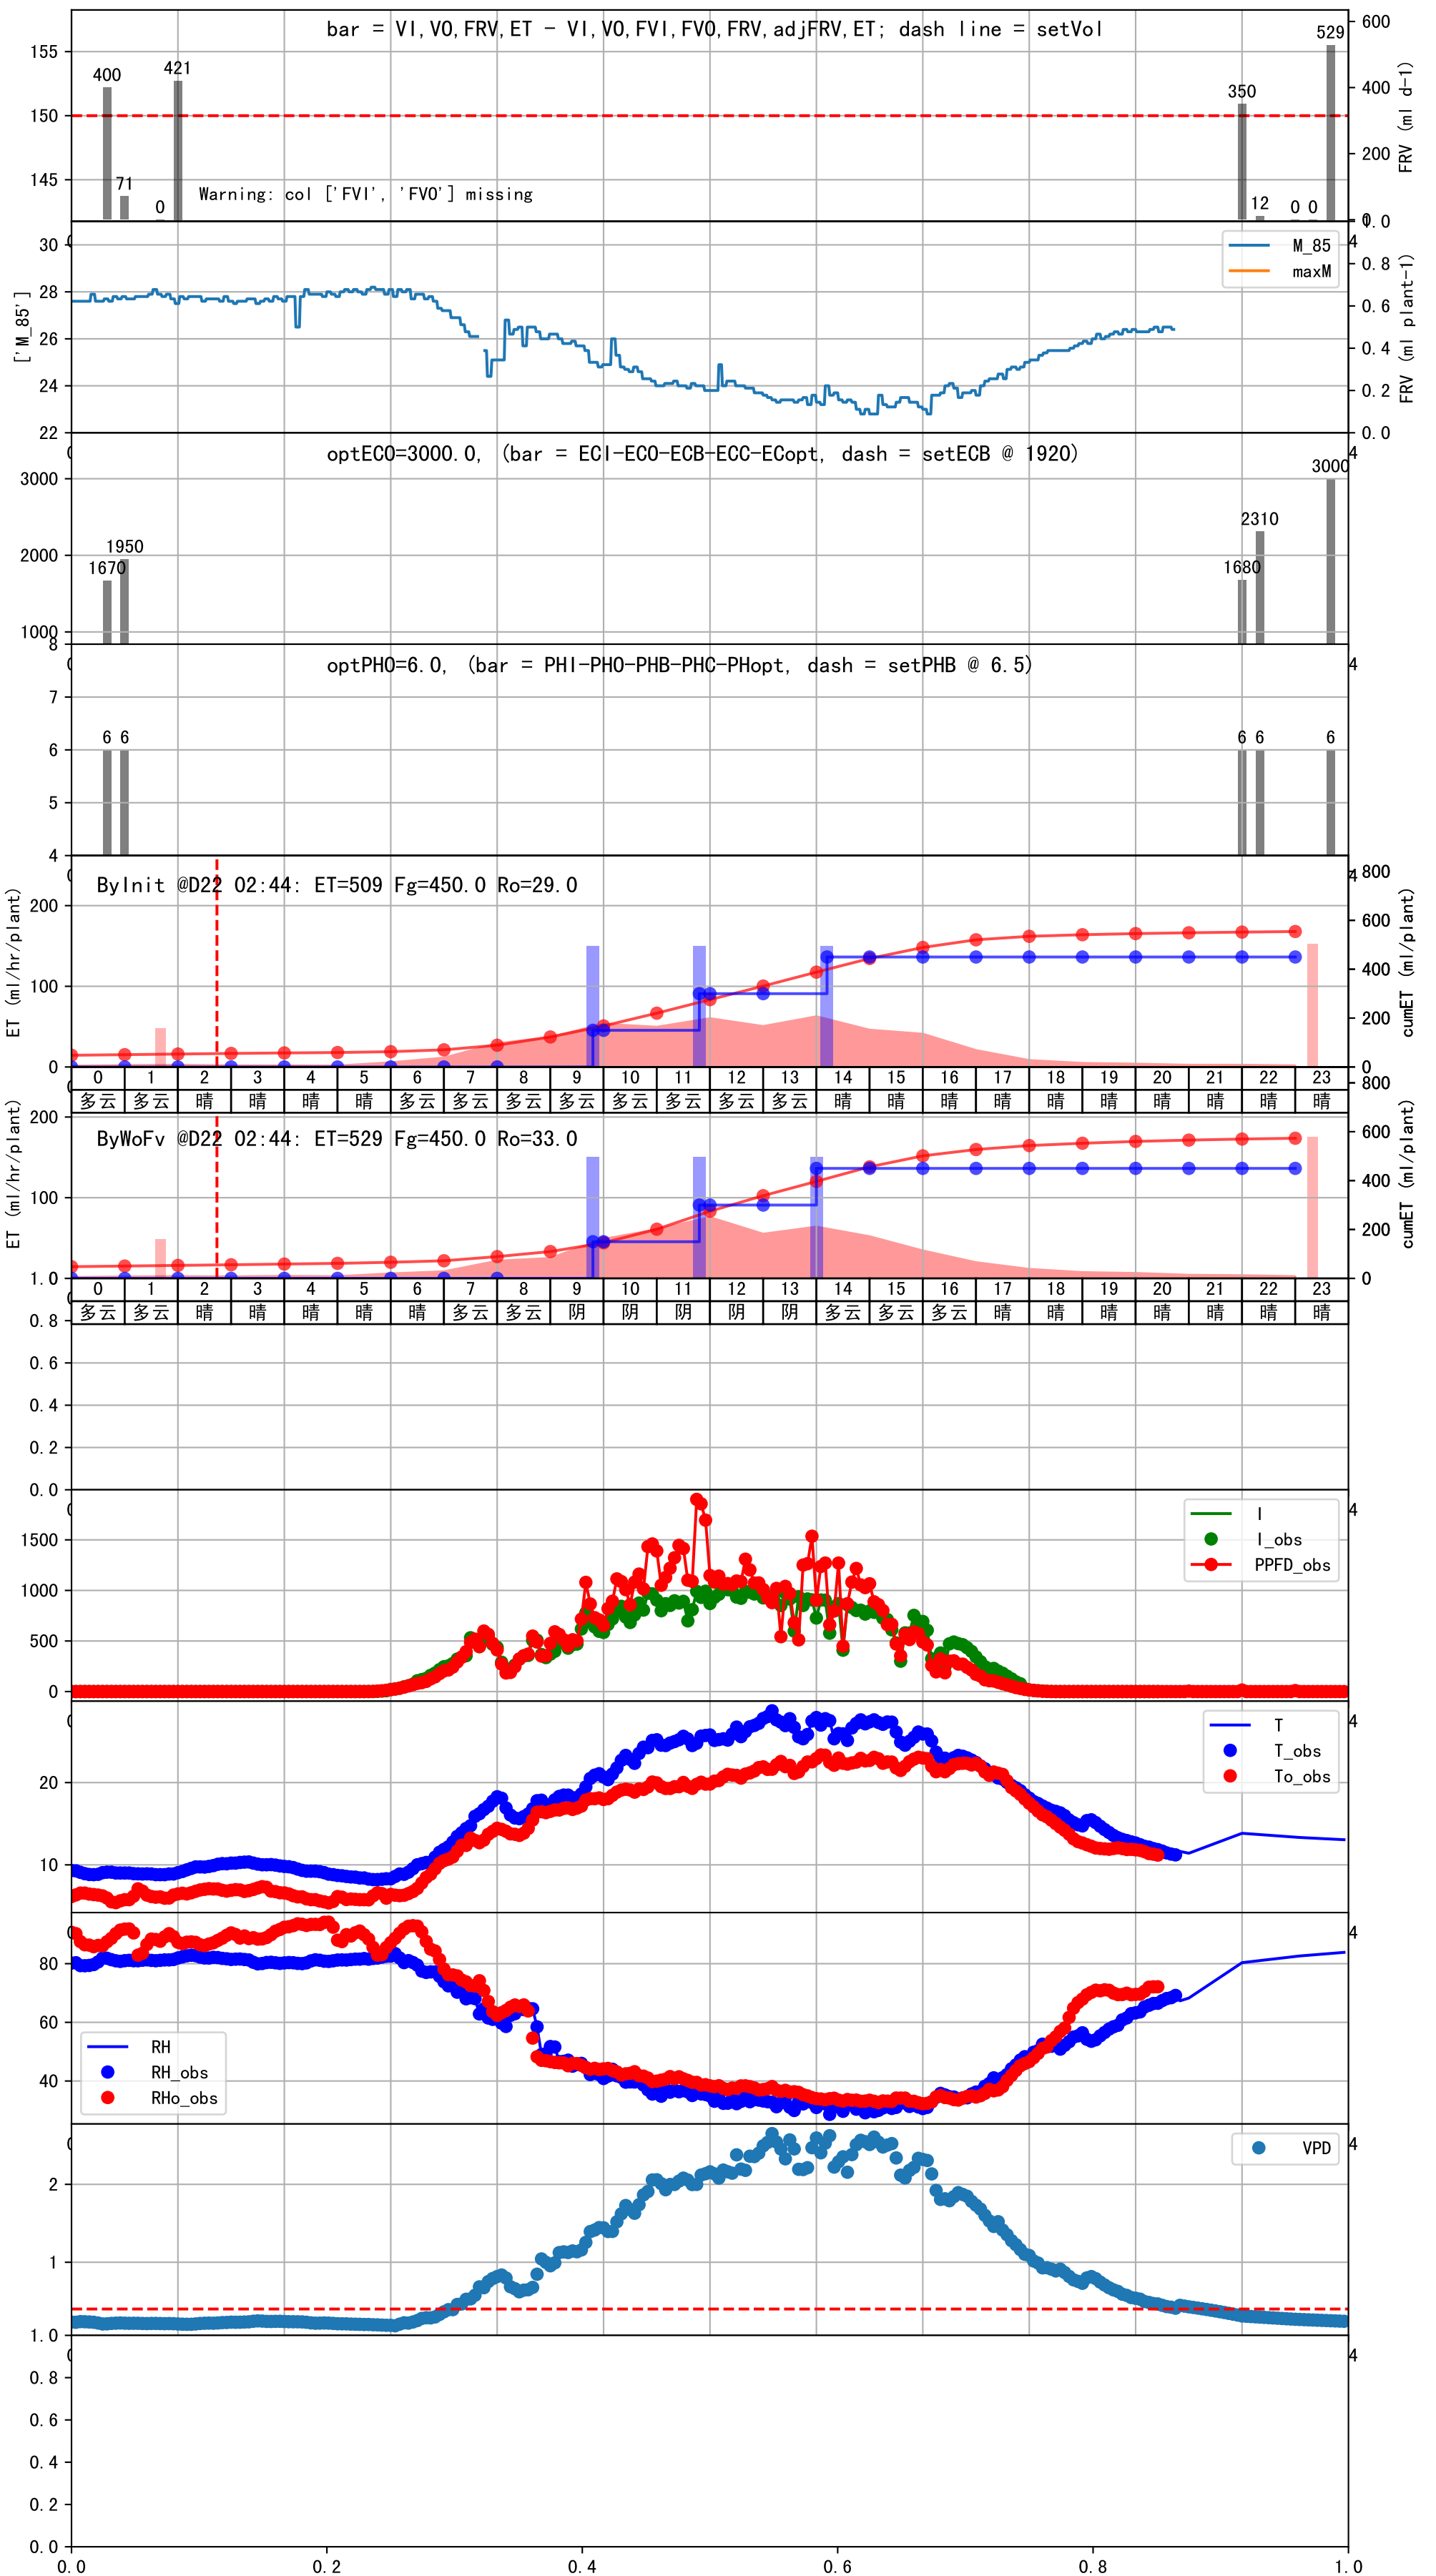 bar = VI,VO,FRV,ET - VI,VO,FVI,FVO,FRV,adjFRV,ET; dash line = setVol
155
150
145
600
400
200
0
FRV (ml d-1)
400
71
0
421
350
12
0
0
529
Warning: col ['FVI', 'FVO'] missing
['M_85']
30
28
26
24
22
1.0
0.8
0.6
0.4
0.2
0.0
FRV (ml plant-1)
M_85
maxM
optECO=3000.0, (bar = ECI-ECO-ECB-ECC-ECopt, dash = setECB @ 1920)
3000
2000
1000
1670
1950
1680
2310
3000
optPHO=6.0, (bar = PHI-PHO-PHB-PHC-PHopt, dash = setPHB @ 6.5)
8
7
6
5
4
6
6
6
6
6
ByInit @D22 02:44: ET=509 Fg=450.0 Ro=29.0
ET (ml/hr/plant)
200
100
0
800
600
400
200
0
cumET (ml/plant)
0 1 2 3 4 5 6 7 8 9 10 11 12 13 14 15 16 17 18 19 20 21 22 23
多云 多云 晴 晴 晴 晴 多云 多云 多云 多云 多云 多云 多云 多云 晴 晴 晴 晴 晴 晴 晴 晴 晴 晴
ByWoFv @D22 02:44: ET=529 Fg=450.0 Ro=33.0
ET (ml/hr/plant)
200
100
800
600
400
200
0
cumET (ml/plant)
0 1 2 3 4 5 6 7 8 9 10 11 12 13 14 15 16 17 18 19 20 21 22 23
多云 多云 晴 晴 晴 晴 晴 多云 多云 阴 阴 阴 阴 阴 多云 多云 多云 晴 晴 晴 晴 晴 晴 晴
1.0
0.8
0.6
0.4
0.2
0.0
1500
1000
500
0
I
I_obs
PPFD_obs
20
10
T
T_obs
To_obs
80
60
40
RH
RH_obs
RHo_obs
2
1
VPD
1.0
0.8
0.6
0.4
0.2
0.0
0.0 0.2 0.4 0.6 0.8 1.0